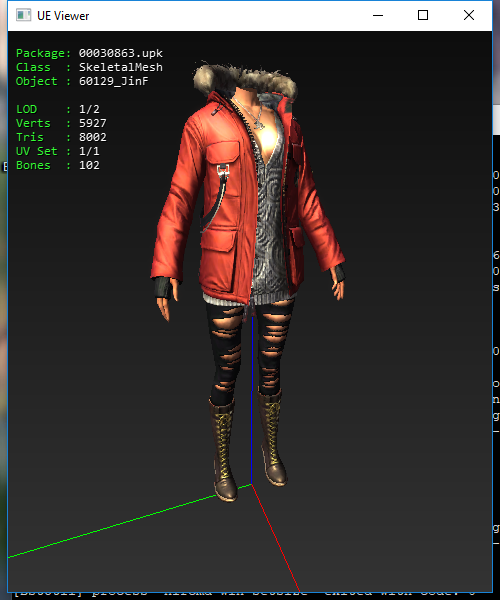 UE Viewer
Package: 00030863.upk
Class : SkeletalMesh
Object : 60129_JinF
LOD : 1/2
Verts : 5927
Tris : 8002
UV Set : 1/1
Bones : 102